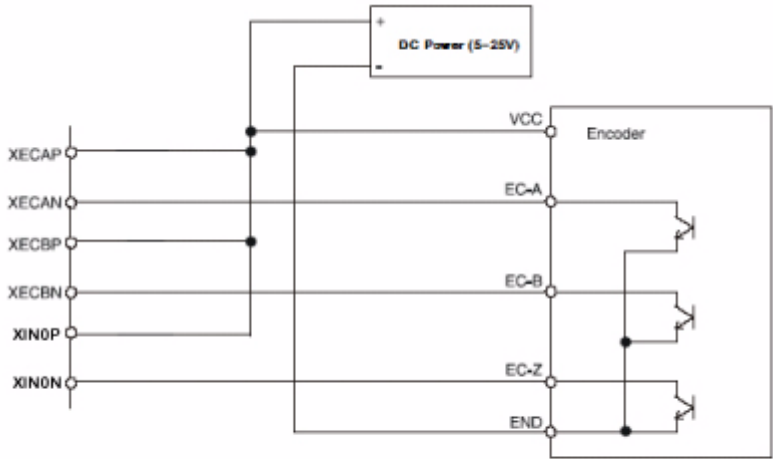 +
DC Power (5~25V)
-
VCC
Encoder
XECAP
EC-A
XECAN
XECBP
EC-B
XECBN
XIN0P
EC-Z
XIN0N
END